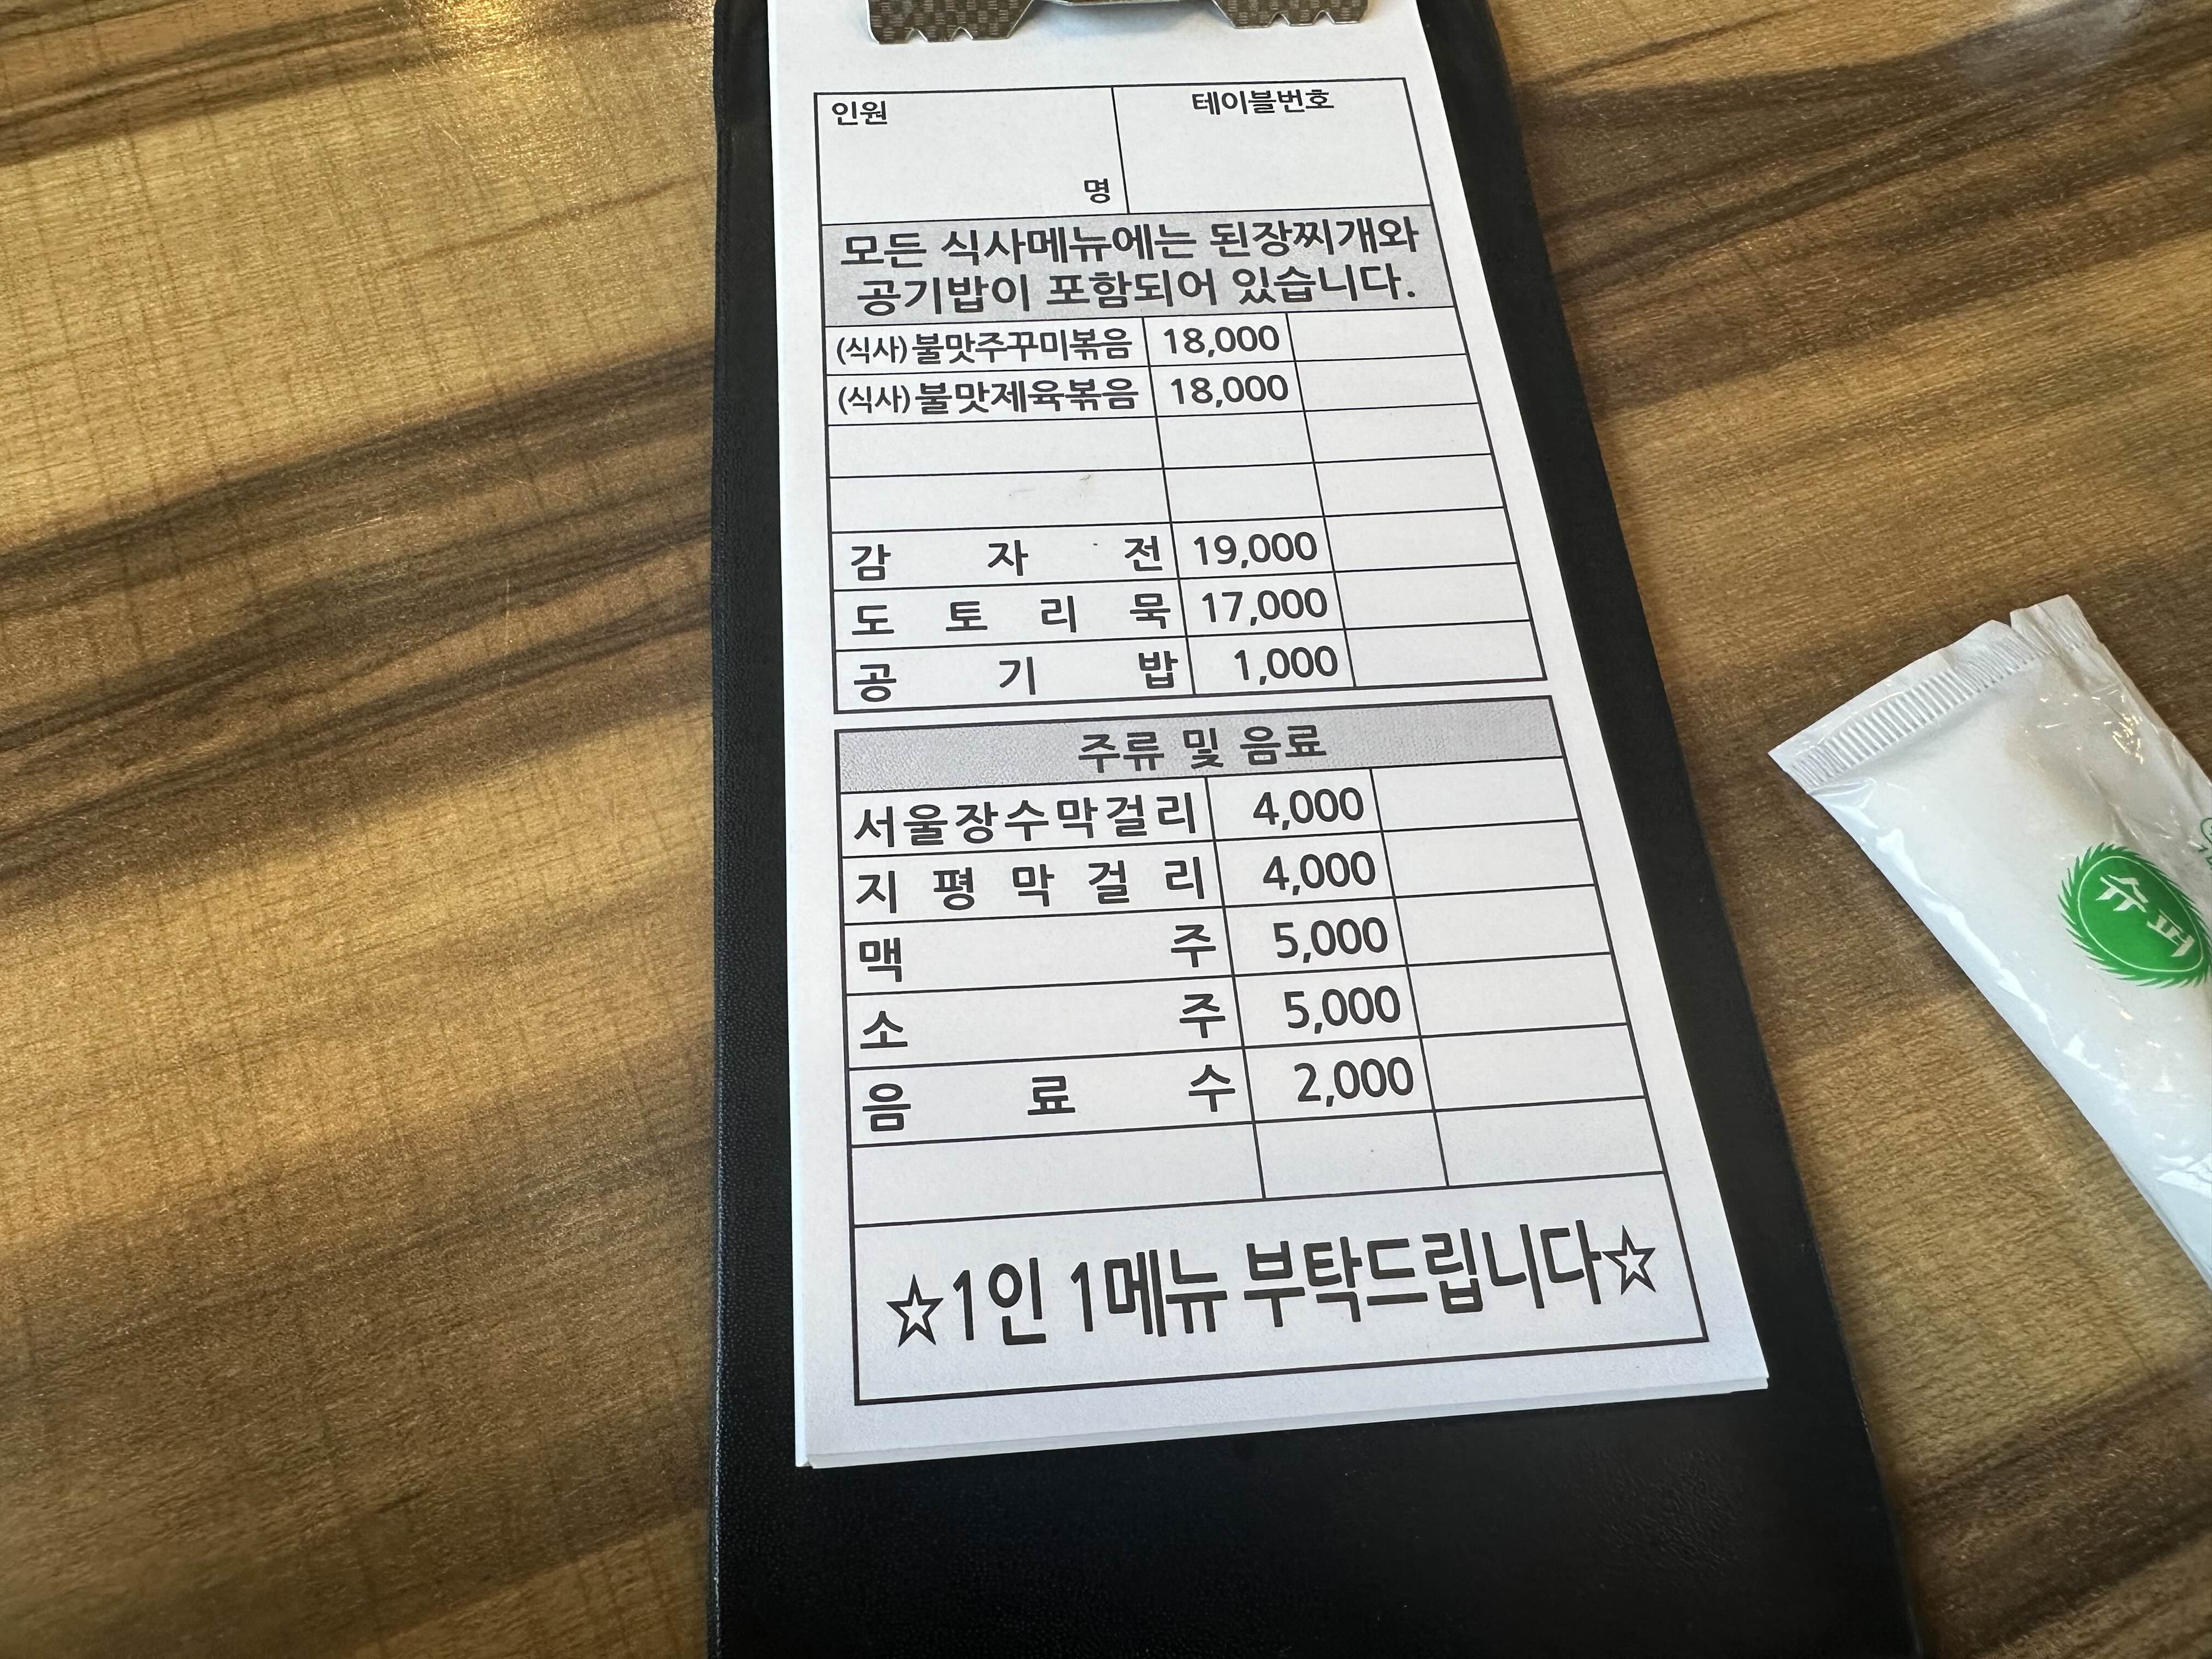 인원
테이블번호
명
모든 식사메뉴에는 된장찌개와
공기밥이 포함되어 있습니다.
(식사)불맛주꾸미볶음 18,000
(식사)불맛제육볶음 18,000
감자전 19,000
도토리묵 17,000
공기밥 1,000
주류 및 음료
서울장수막걸리 4,000
지평막걸리 4,000
맥주 5,000
소주 5,000
음료수 2,000
☆1인 1메뉴 부탁드립니다☆
슈퍼